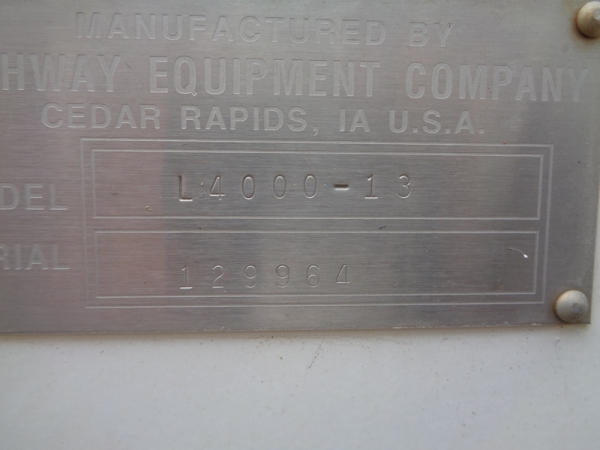 MANUFACTURED BY
HWAY EQUIPMENT COMPANY
CEDAR RAPIDS, IA U.S.A.
DEL L4000-13
RIAL 129964